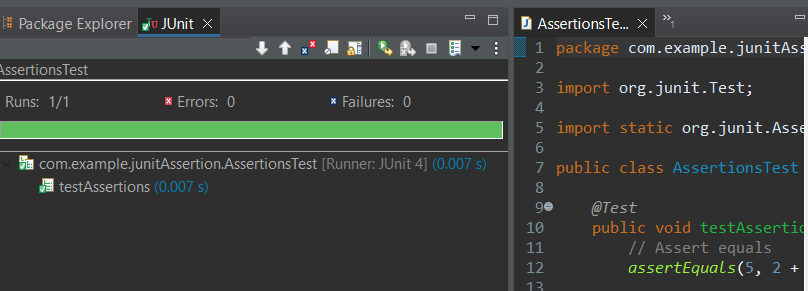 Package Explorer JUnit
AssertionsTest
Runs: 1/1 Errors: 0 Failures: 0
com.example.junitAssertion.AssertionsTest [Runner: JUnit 4] (0.007 s)
testAssertions (0.007 s)
AssertionsTe... »1
1 package com.example.junitAss
2
3 import org.junit.Test;
4
5 import static org.junit.Asse
6
7 public class AssertionsTest
8
9 @Test
10 public void testAssertio
11 // Assert equals
12 assertEquals(5, 2 +
13